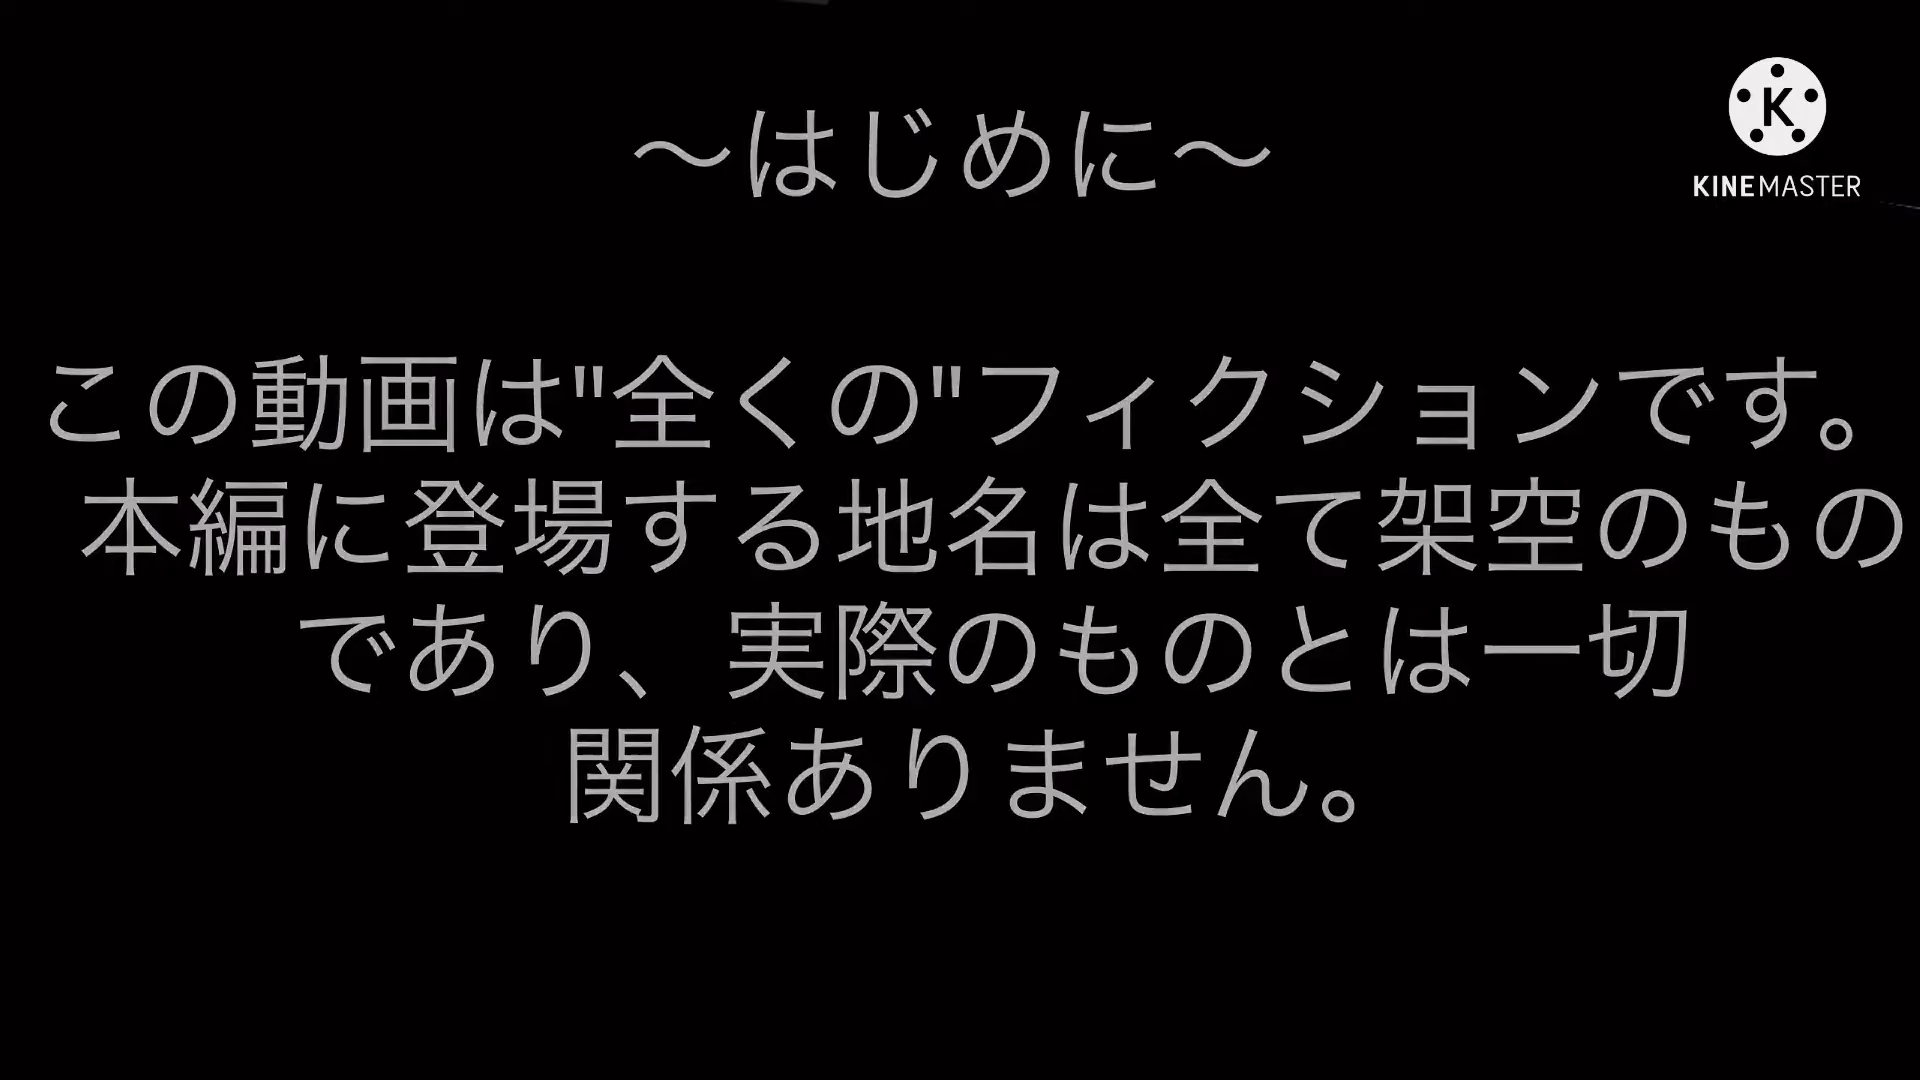 ～はじめに～
KINEMASTER
この動画は"全くの"フィクションです。
本編に登場する地名は全て架空のもの
であり、実際のものとは一切
関係ありません。